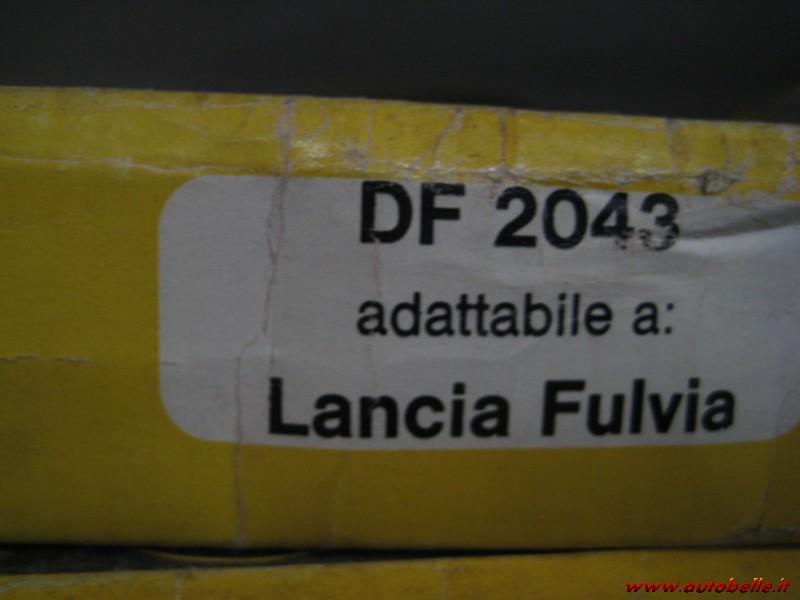 DF 2043
adattabile a:
Lancia Fulvia
www.autobelle.it